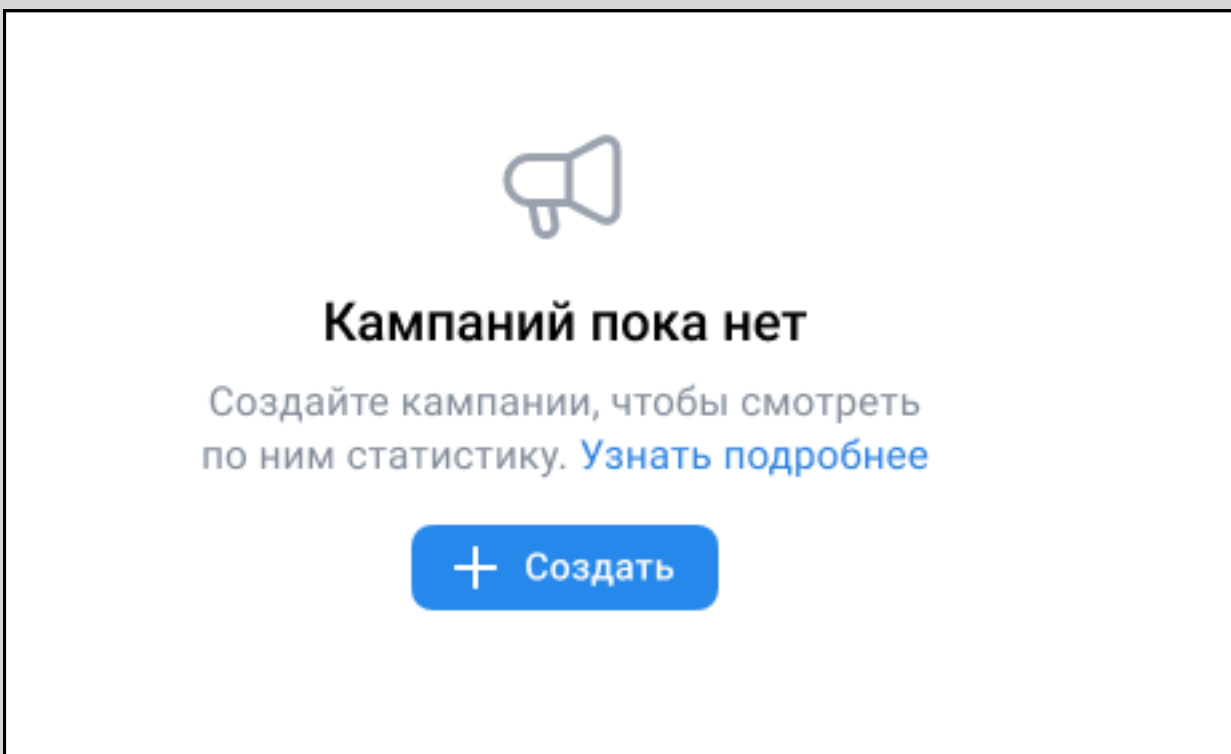 Кампаний пока нет
Создайте кампании, чтобы смотреть
по ним статистику. Узнать подробнее
Создать